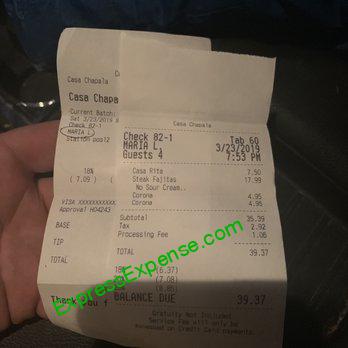 Casa Chapala
Casa Chapa
Current Batch:
Sat 3/23/2019
Check 82-1
MARIA L
Station pool2
18%
( 7.09 )
VISA XXXXXXXXXX
Approval H04243
BASE
TIP
TOTAL
Thank you f
Casa Chapala
Check 82-1 Tab 60
MARIA L. 3/23/2019
Guests 4 7:53 PM
Casa Rita 7.50
Steak Fajitas 17.99
No Sour Cream..
Corona 4.95
Corona 4.95
Subtotal 35.39
Tax 2.92
Processing Fee 1.06
TOTAL 39.37
18% (6.37)
(7.08)
(8.85)
BALANCE DUE 39.37
Gratuity Not Included
Service Fee will only be
assessed on Credit Card payments.
ExpressExpense.com